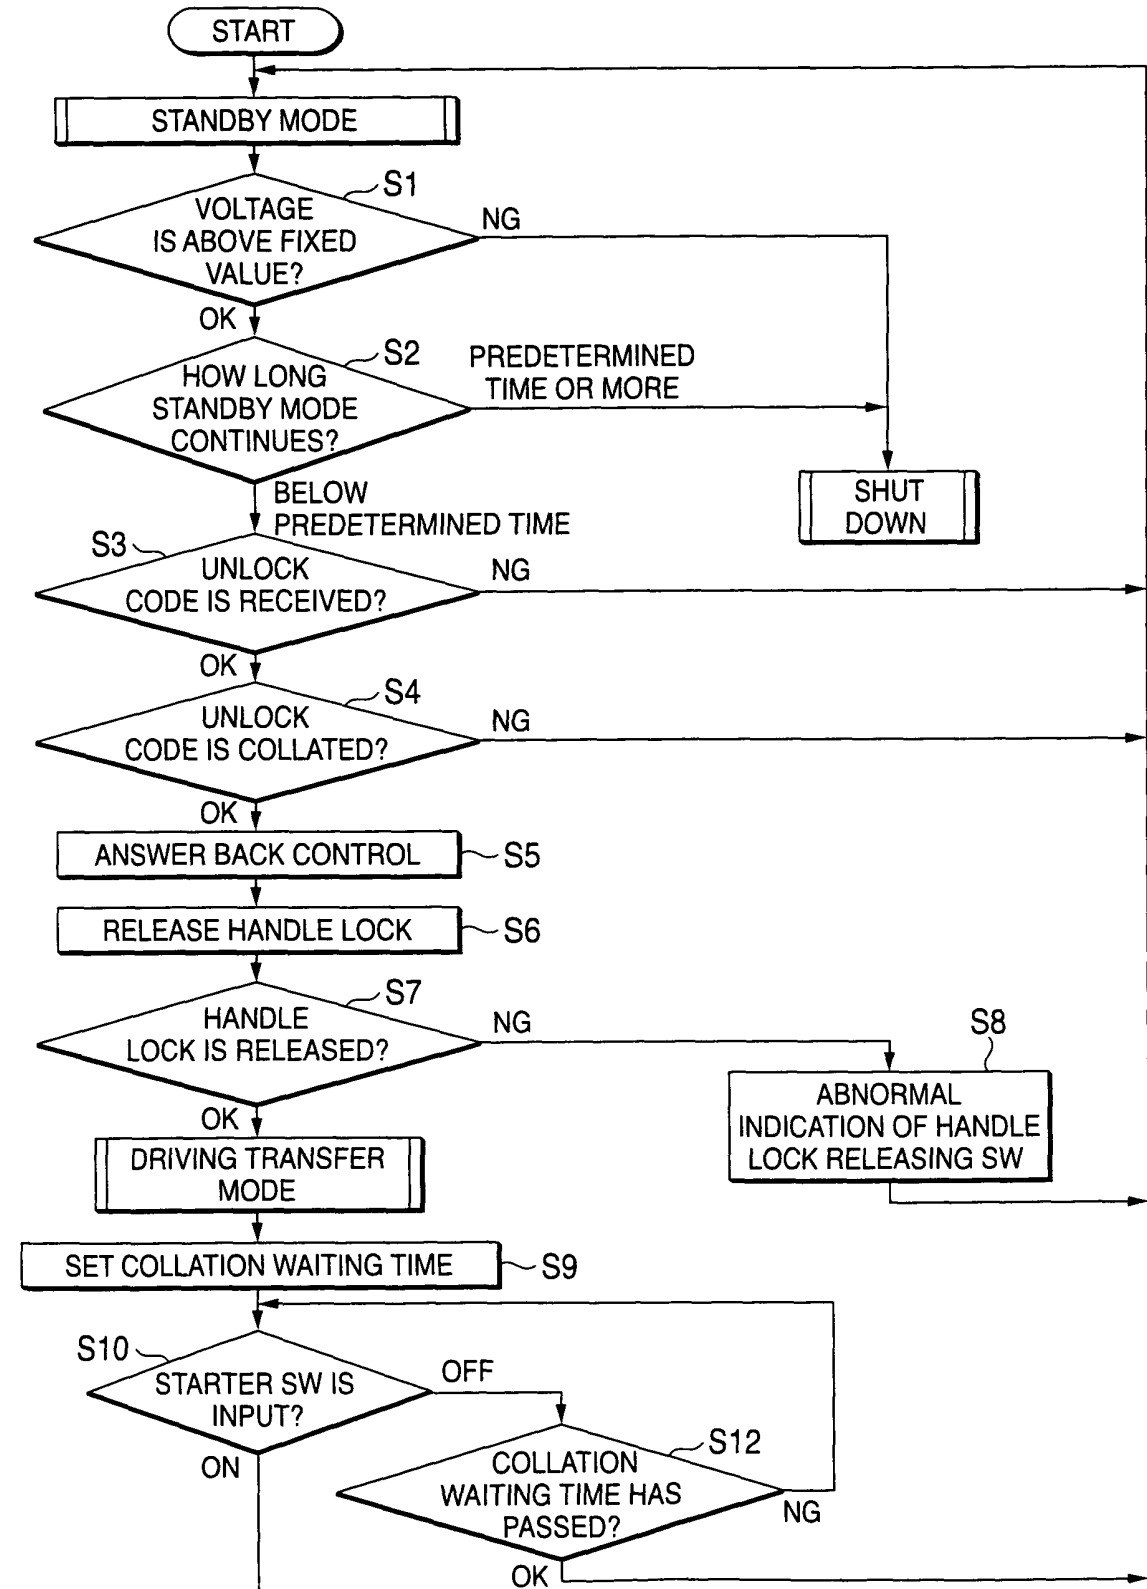 START
STANDBY MODE
S1
VOLTAGE
IS ABOVE FIXED
VALUE?
NG
OK
S2
HOW LONG
STANDBY MODE
CONTINUES?
PREDETERMINED
TIME OR MORE
SHUT
DOWN
BELOW
PREDETERMINED TIME
S3
UNLOCK
CODE IS RECEIVED?
NG
OK
S4
UNLOCK
CODE IS COLLATED?
NG
OK
ANSWER BACK CONTROL
S5
RELEASE HANDLE LOCK
S6
S7
HANDLE
LOCK IS RELEASED?
NG
S8
ABNORMAL
INDICATION OF HANDLE
LOCK RELEASING SW
OK
DRIVING TRANSFER
MODE
SET COLLATION WAITING TIME
S9
S10
STARTER SW IS
INPUT?
OFF
ON
S12
COLLATION
WAITING TIME HAS
PASSED?
NG
OK